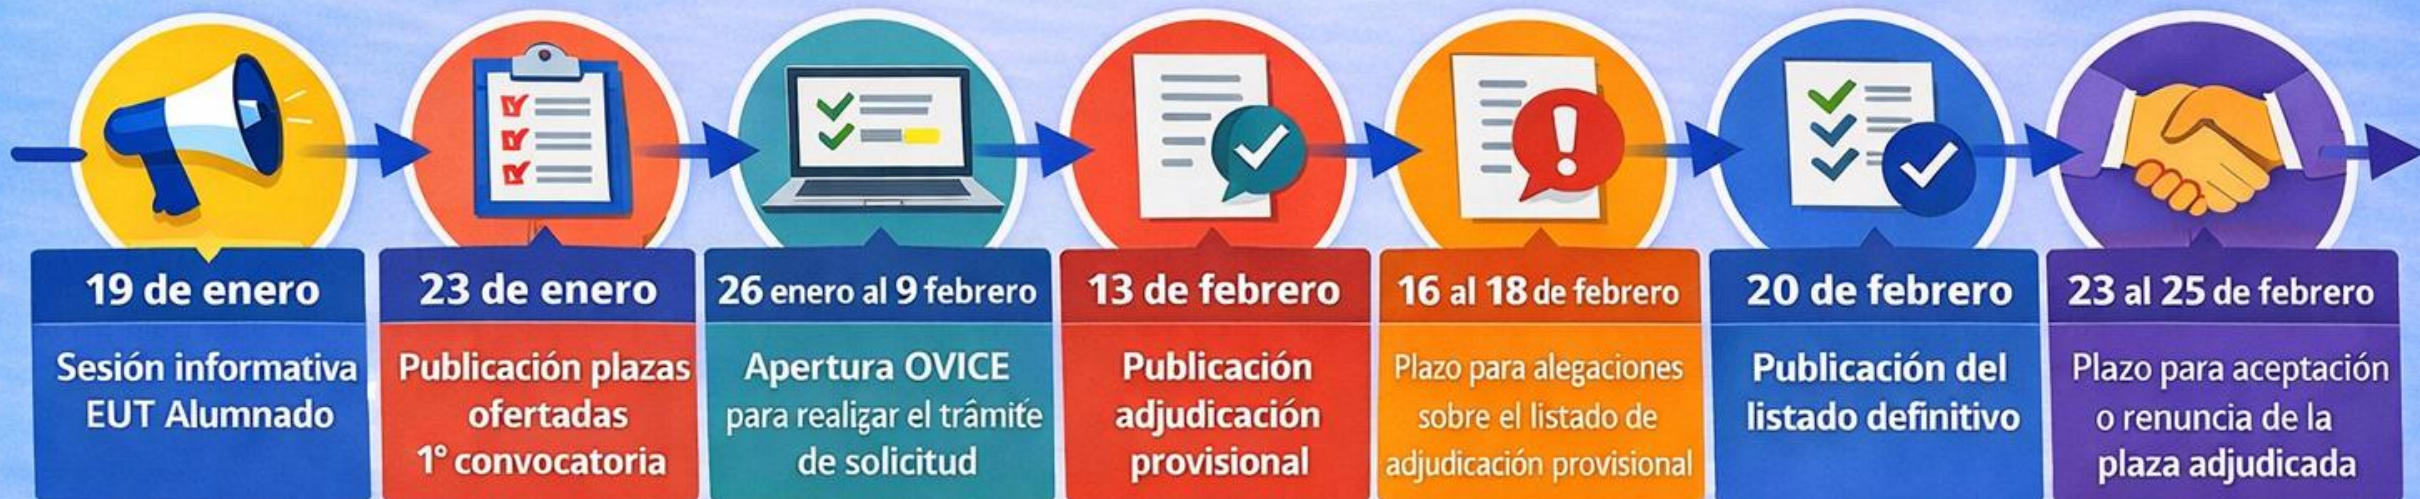 19 de enero
Sesión informativa
EUT Alumnado
23 de enero
Publicación plazas
ofertadas
1º convocatoria
26 enero al 9 febrero
Apertura OVICE
para realizar el trámite
de solicitud
13 de febrero
Publicación
adjudicación
provisional
16 al 18 de febrero
Plazo para alegaciones
sobre el listado de
adjudicación provisional
20 de febrero
Publicación del
listado definitivo
23 al 25 de febrero
Plazo para aceptación
o renuncia de la
plaza adjudicada